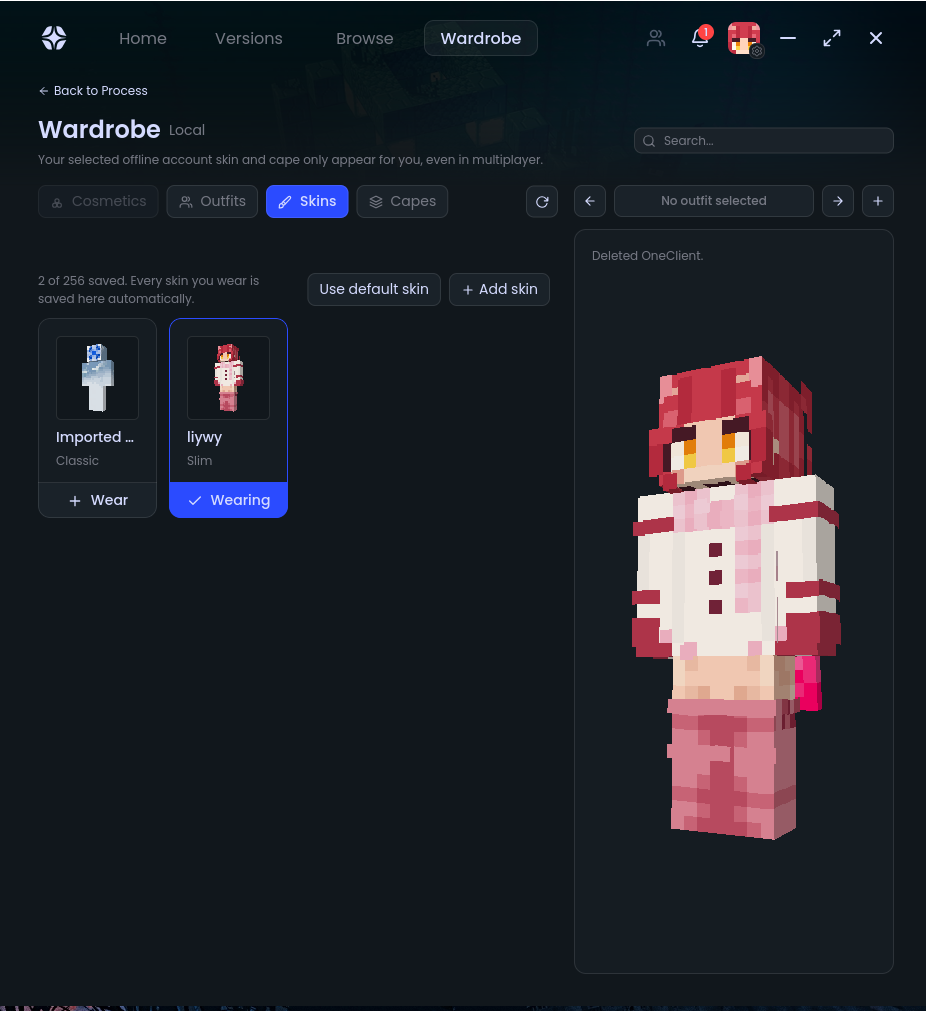 Home Versions Browse Wardrobe 1
← Back to Process
Wardrobe Local
Search...
Your selected offline account skin and cape only appear for you, even in multiplayer.
Cosmetics Outfits Skins Capes
No outfit selected
Deleted OneClient.
2 of 256 saved. Every skin you wear is
saved here automatically.
Use default skin + Add skin
Imported ...
Classic
+ Wear
liywy
Slim
Wearing